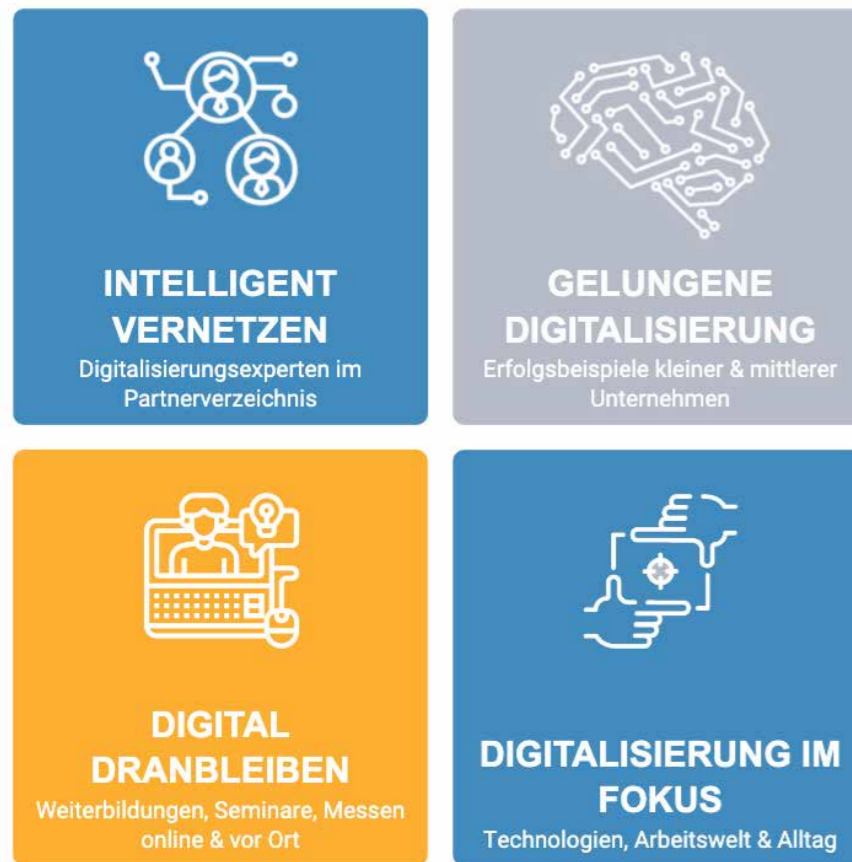 INTELLIGENT
VERNETZEN
Digitalisierungsexperten im
Partnerverzeichnis
GELUNGENE
DIGITALISIERUNG
Erfolgsbeispiele kleiner & mittlerer
Unternehmen
DIGITAL
DRANBLEIBEN
Weiterbildungen, Seminare, Messen
online & vor Ort
DIGITALISIERUNG IM
FOKUS
Technologien, Arbeitswelt & Alltag